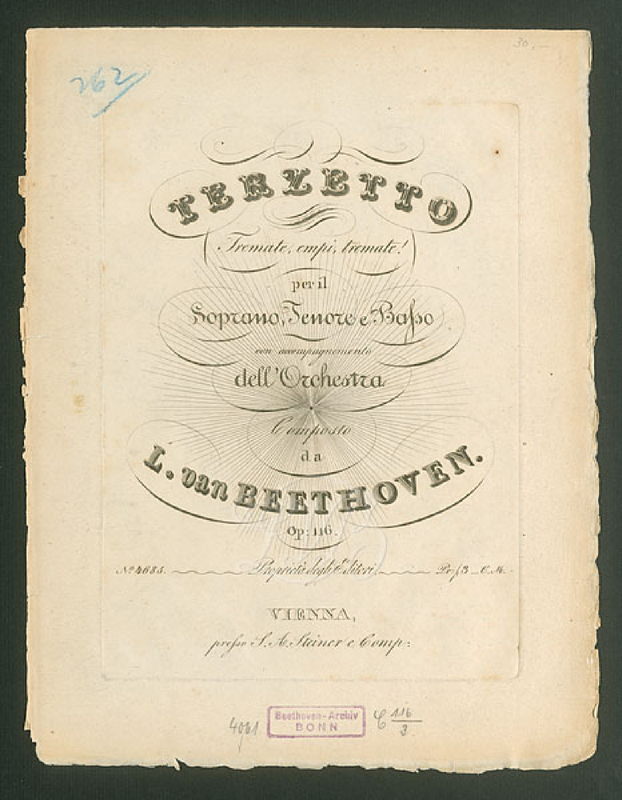 30.—
262
TERZETTO
Tremate, empi, tremate!
per il
Soprano, Tenore e Baſso
con accompagnamento
dell'Orchestra
Composto
da
L. van BEETHOVEN.
Op: 116.
No 4685. Proprietà degli Editori. Pr. f 3 _ C. M.
VIENNA,
preſso S. A. Steiner e Comp:
4061 Beethoven-Archiv
BONN
C 116
3